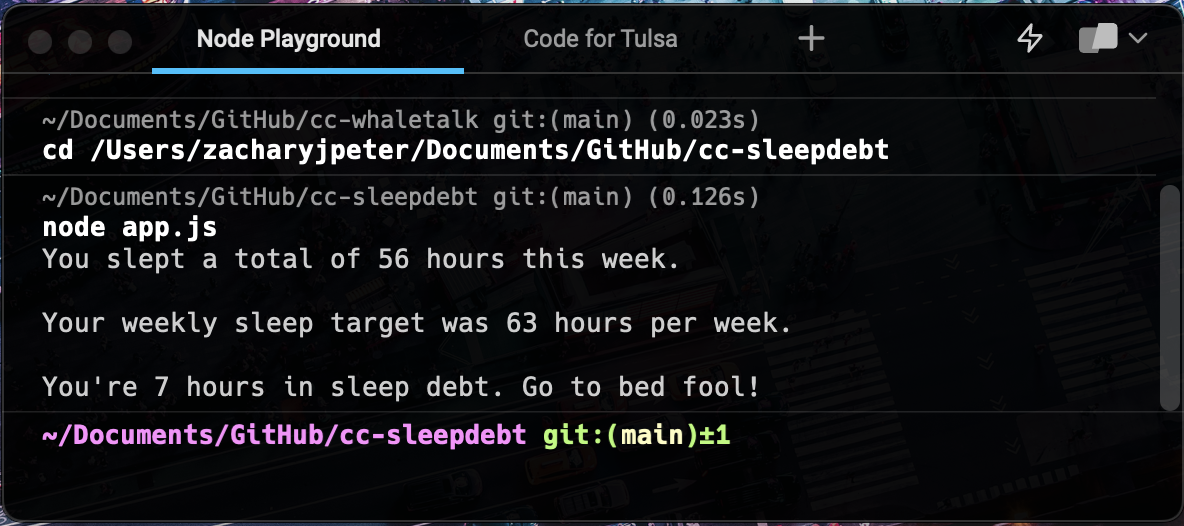 Node Playground
Code for Tulsa
~/Documents/GitHub/cc-whaletalk git:(main) (0.023s)
cd /Users/zacharyjpeter/Documents/GitHub/cc-sleepdebt
~/Documents/GitHub/cc-sleepdebt git:(main) (0.126s)
node app.js
You slept a total of 56 hours this week.
Your weekly sleep target was 63 hours per week.
You're 7 hours in sleep debt. Go to bed fool!
~/Documents/GitHub/cc-sleepdebt git:(main)±1